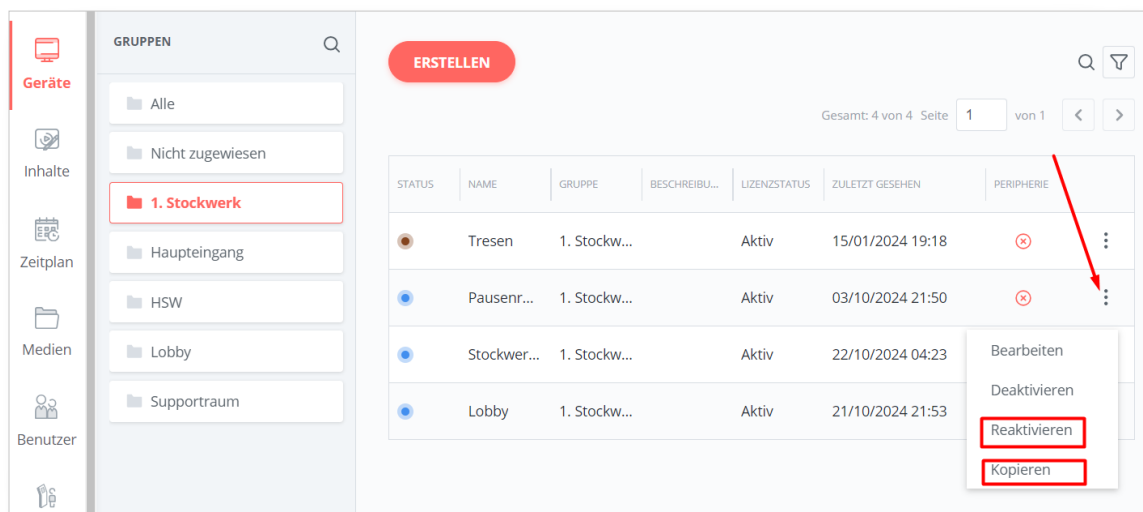 Geräte
Inhalte
Zeitplan
Medien
Benutzer
GRUPPEN
Alle
Nicht zugewiesen
1. Stockwerk
Haupteingang
HSW
Lobby
Supportraum
ERSTELLEN
Gesamt: 4 von 4 Seite 1 von 1
STATUS NAME GRUPPE BESCHREIBU... LIZENZSTATUS ZULETZT GESEHEN PERIPHERIE
Tresen 1. Stockw... Aktiv 15/01/2024 19:18
Pausenr... 1. Stockw... Aktiv 03/10/2024 21:50
Stockwer... 1. Stockw... Aktiv 22/10/2024 04:23
Lobby 1. Stockw... Aktiv 21/10/2024 21:53
Bearbeiten
Deaktivieren
Reaktivieren
Kopieren